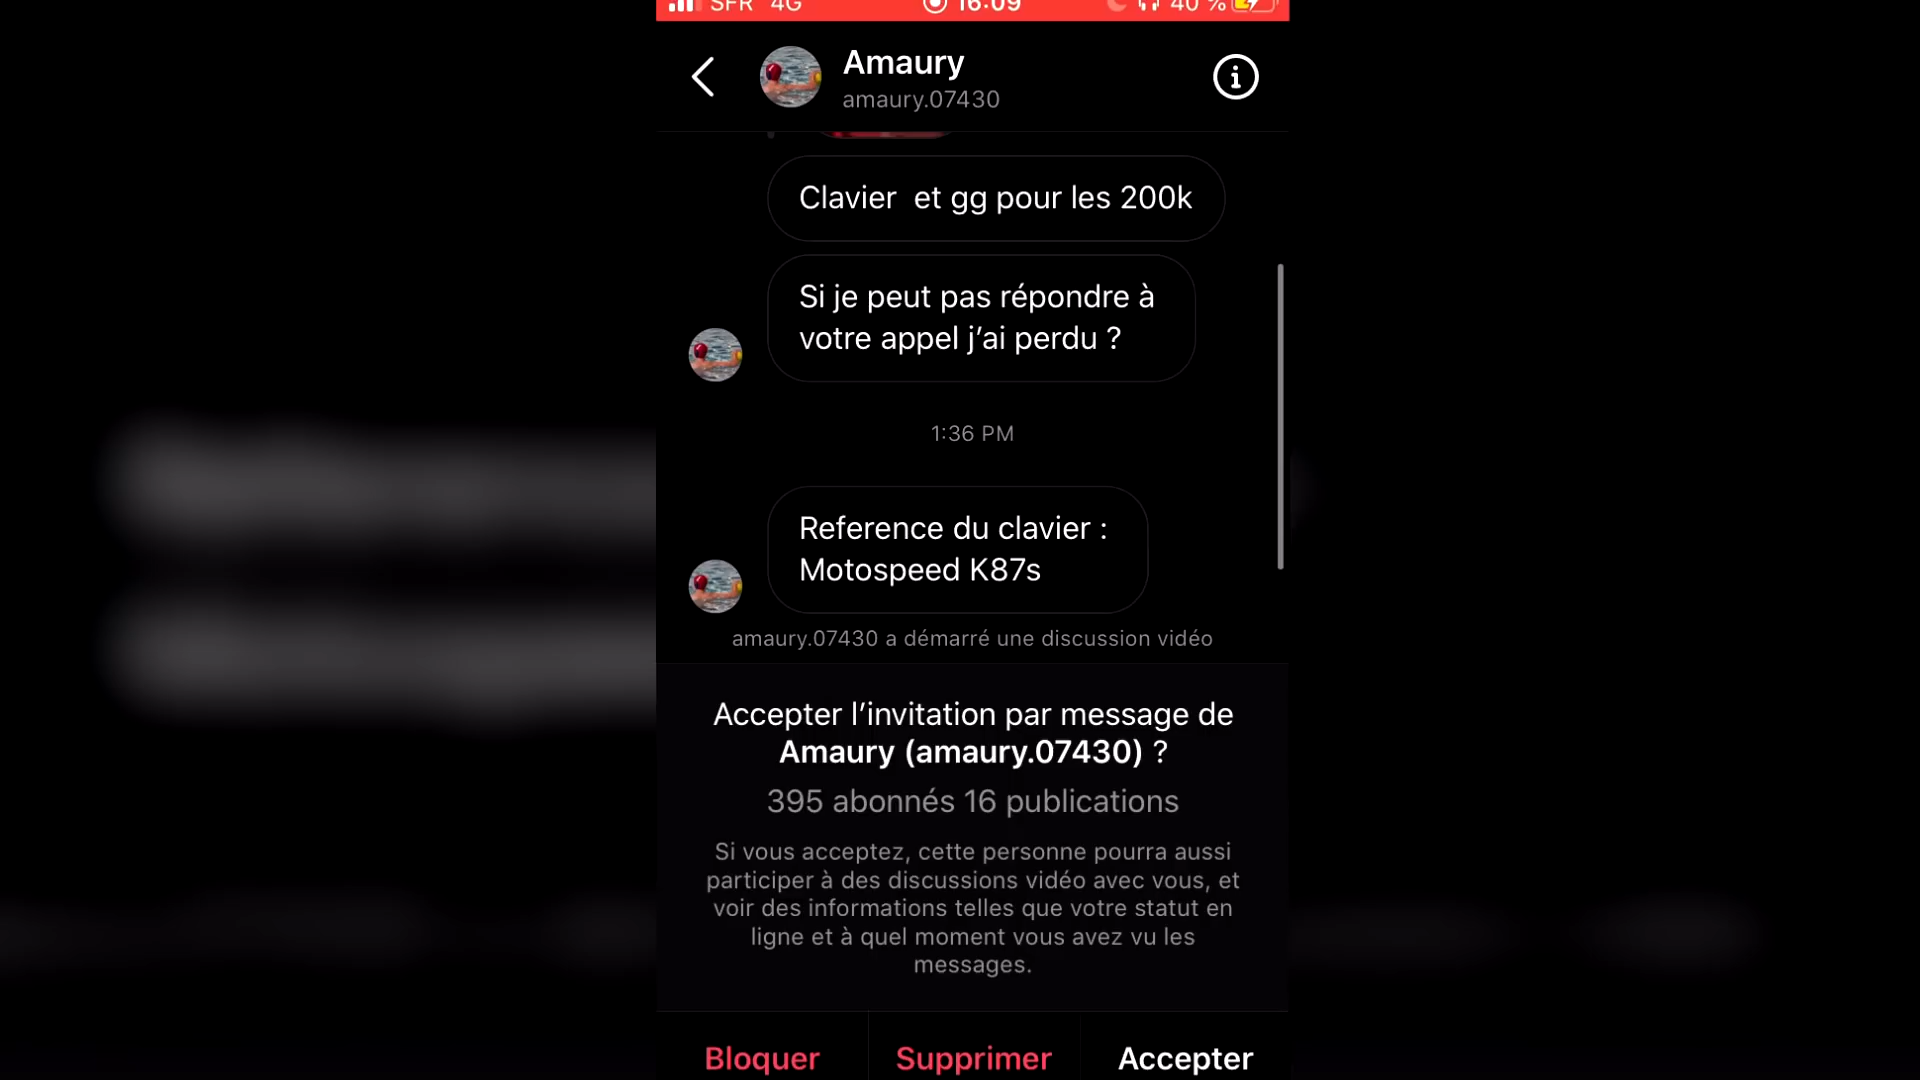 SFR 4G 16:09 40 %
Amaury
amaury.07430
Clavier et gg pour les 200k
Si je peut pas répondre à
votre appel j’ai perdu ?
1:36 PM
Reference du clavier :
Motospeed K87s
amaury.07430 a démarré une discussion vidéo
Accepter l’invitation par message de
Amaury (amaury.07430) ?
395 abonnés 16 publications
Si vous acceptez, cette personne pourra aussi
participer à des discussions vidéo avec vous, et
voir des informations telles que votre statut en
ligne et à quel moment vous avez vu les
messages.
Bloquer Supprimer Accepter